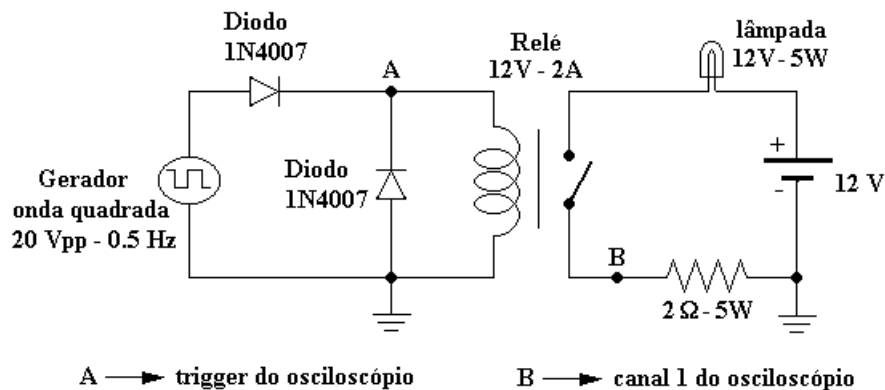 Diodo
1N4007
A
Relé
12V - 2A
lâmpada
12V - 5W
Diodo
1N4007
Gerador
onda quadrada
20 Vpp - 0.5 Hz
+
-
12 V
B
2 Ω - 5W
A → trigger do osciloscópio
B → canal 1 do osciloscópio